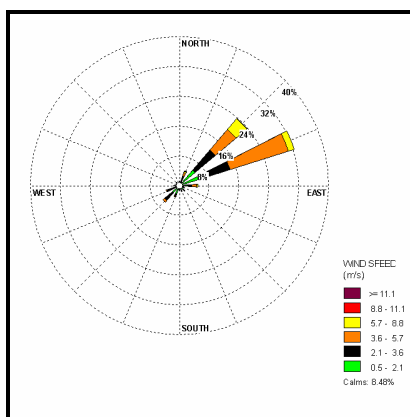 NORTH
40%
32%
24%
16%
8%
WEST
EAST
SOUTH
WIND SPEED
(m/s)
>= 11.1
8.8 - 11.1
5.7 - 8.8
3.6 - 5.7
2.1 - 3.6
0.5 - 2.1
Calms: 8.48%